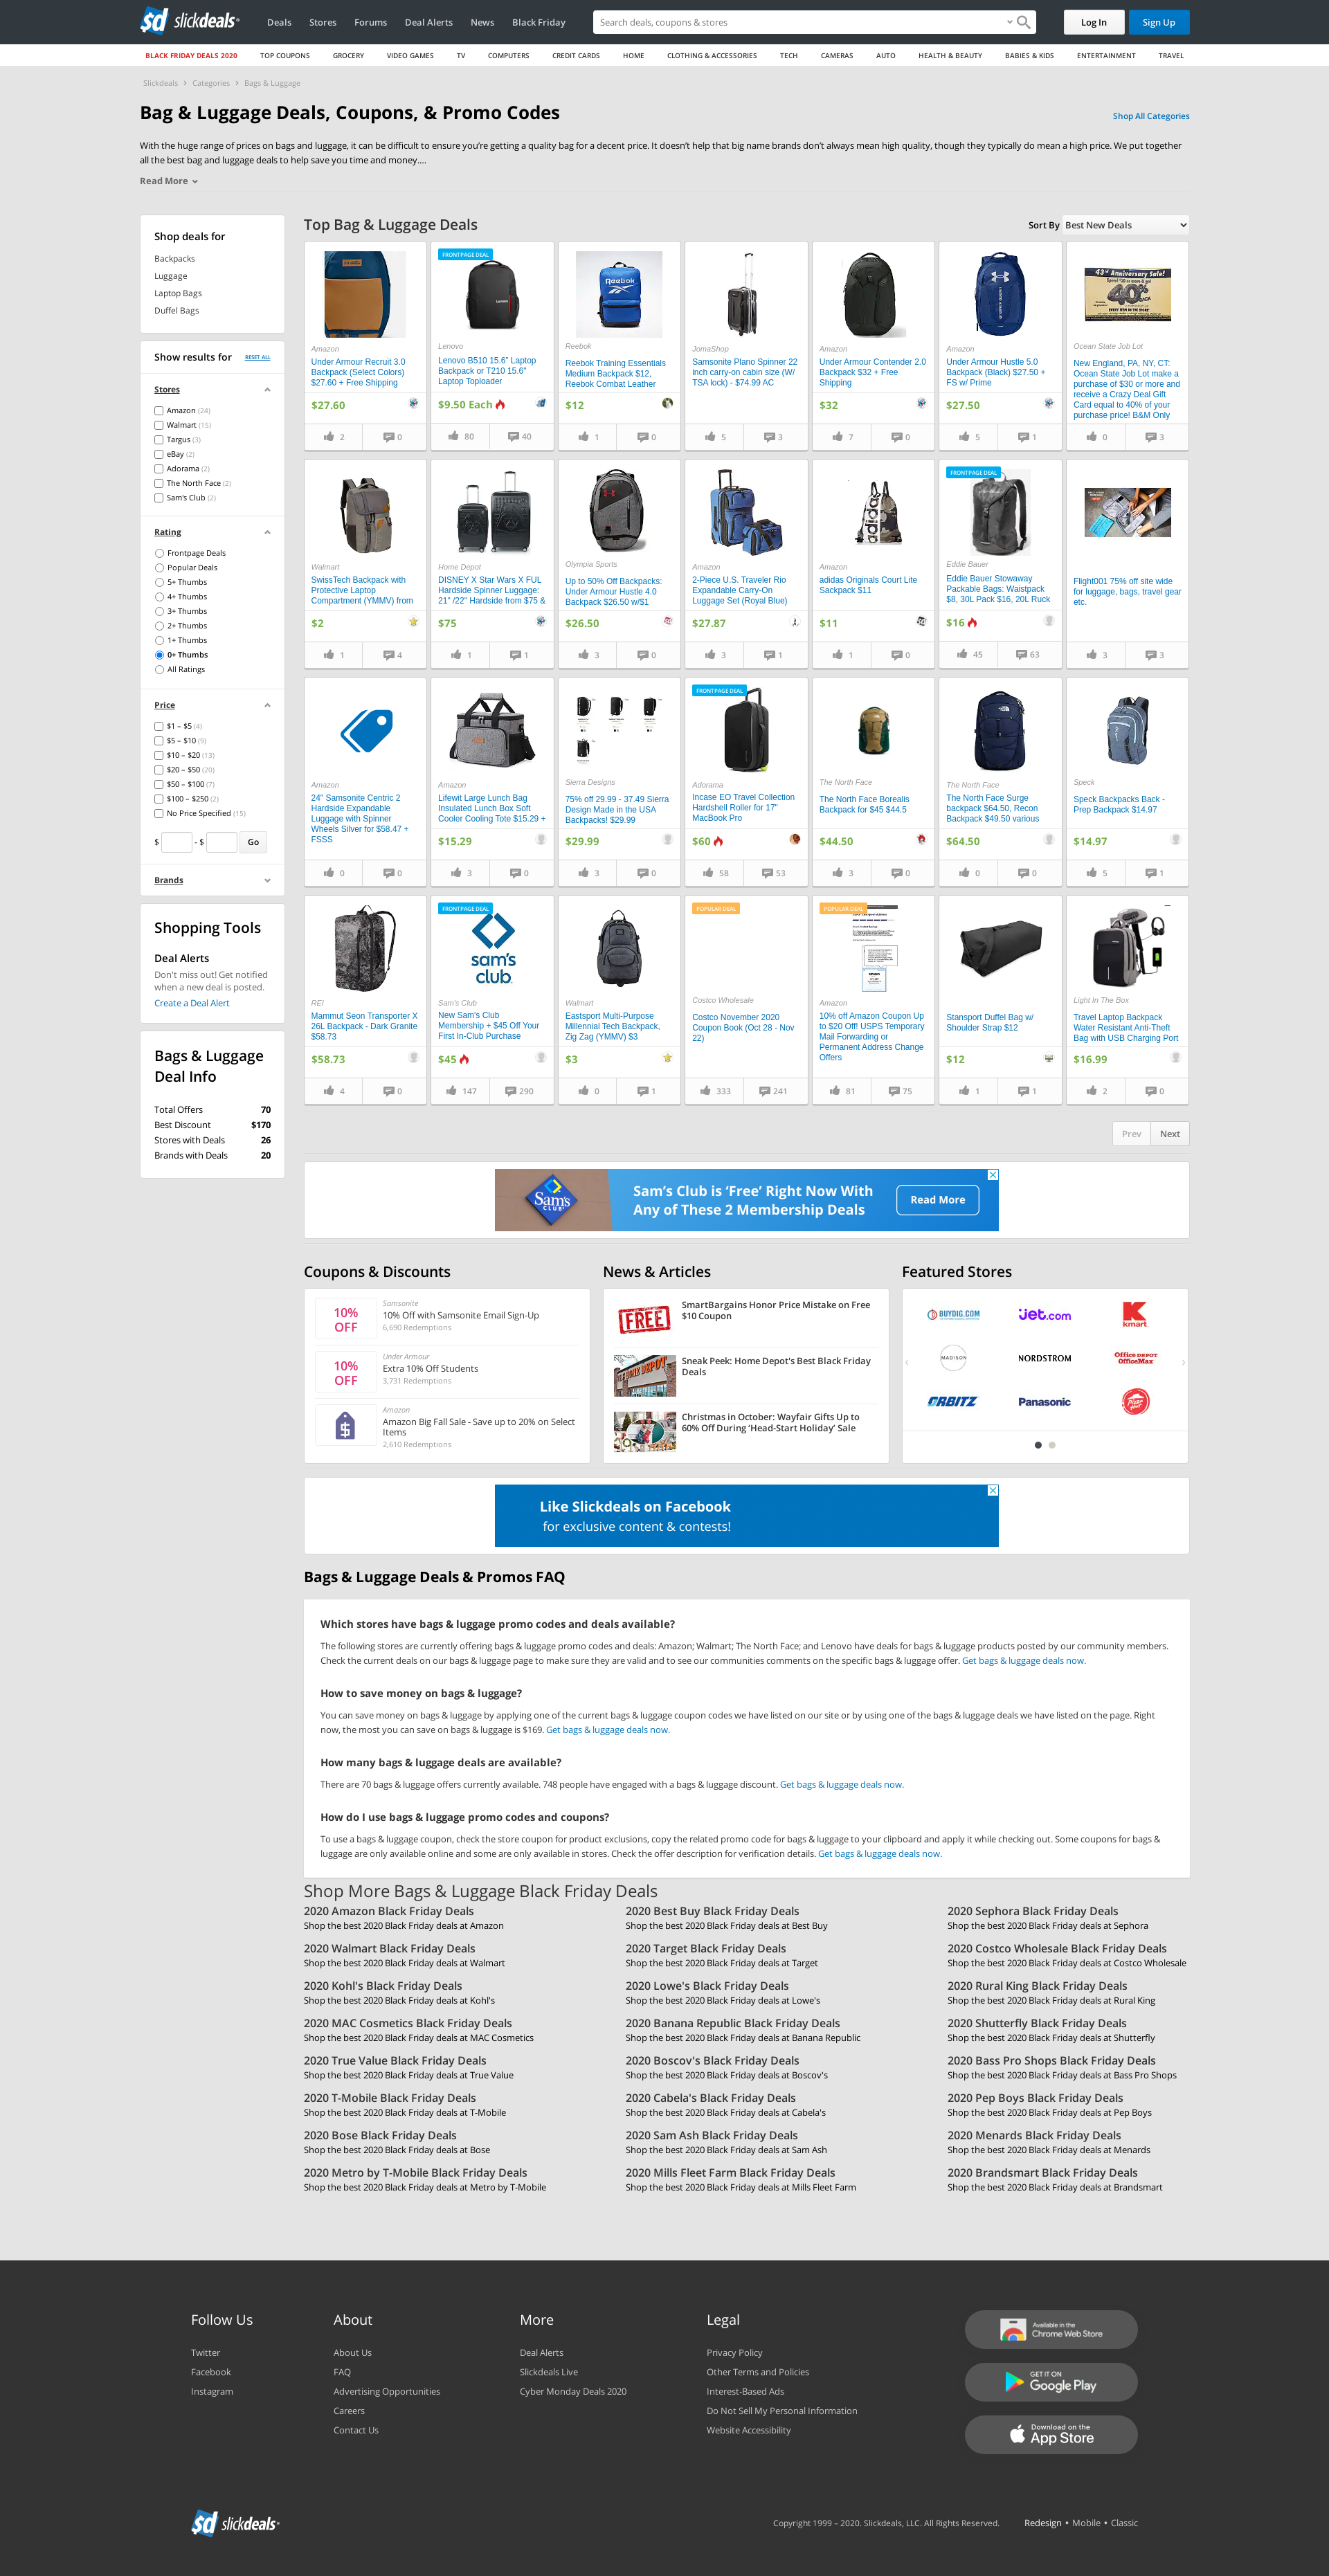 slickdeals
Deals Stores Forums Deal Alerts News Black Friday
Search deals, coupons & stores
Log In
Sign Up
BLACK FRIDAY DEALS 2020 TOP COUPONS GROCERY VIDEO GAMES TV COMPUTERS CREDIT CARDS HOME CLOTHING & ACCESSORIES TECH CAMERAS AUTO HEALTH & BEAUTY BABIES & KIDS ENTERTAINMENT TRAVEL
Slickdeals > Categories > Bags & Luggage
Bag & Luggage Deals, Coupons, & Promo Codes
Shop All Categories
With the huge range of prices on bags and luggage, it can be difficult to ensure you're getting a quality bag for a decent price. It doesn't help that big name brands don't always mean high quality, though they typically do mean a high price. We put together
all the best bag and luggage deals to help save you time and money....
Read More
Shop deals for
Backpacks
Luggage
Laptop Bags
Duffel Bags
Show results for RESET ALL
Stores
Amazon (24)
Walmart (15)
Targus (3)
eBay (2)
Adorama (2)
The North Face (2)
Sam's Club (2)
Rating
Frontpage Deals
Popular Deals
5+ Thumbs
4+ Thumbs
3+ Thumbs
2+ Thumbs
1+ Thumbs
0+ Thumbs
All Ratings
Price
$1 – $5 (4)
$5 – $10 (9)
$10 – $20 (13)
$20 – $50 (20)
$50 – $100 (7)
$100 – $250 (2)
No Price Specified (15)
$ - $ Go
Brands
Shopping Tools
Deal Alerts
Don't miss out! Get notified
when a new deal is posted.
Create a Deal Alert
Bags & Luggage
Deal Info
Total Offers 70
Best Discount $170
Stores with Deals 26
Brands with Deals 20
Top Bag & Luggage Deals
Sort By Best New Deals
Amazon
Under Armour Recruit 3.0
Backpack (Select Colors)
$27.60 + Free Shipping
$27.60
2 0
FRONTPAGE DEAL
Lenovo
Lenovo B510 15.6" Laptop
Backpack or T210 15.6"
Laptop Toploader
$9.50 Each
80 40
Reebok
Reebok
Reebok Training Essentials
Medium Backpack $12,
Reebok Combat Leather
$12
1 0
JomaShop
Samsonite Plano Spinner 22
inch carry-on cabin size (W/
TSA lock) - $74.99 AC
5 3
Amazon
Under Armour Contender 2.0
Backpack $32 + Free
Shipping
$32
7 0
Amazon
Under Armour Hustle 5.0
Backpack (Black) $27.50 +
FS w/ Prime
$27.50
5 1
43rd Anniversary Sale!
40%
Ocean State Job Lot
New England, PA, NY, CT:
Ocean State Job Lot make a
purchase of $30 or more and
receive a Crazy Deal Gift
Card equal to 40% of your
purchase price! B&M Only
0 3
Walmart
SwissTech Backpack with
Protective Laptop
Compartment (YMMV) from
$2
1 4
Home Depot
DISNEY X Star Wars X FUL
Hardside Spinner Luggage:
21" /22" Hardside from $75 &
$75
1 1
Olympia Sports
Up to 50% Off Backpacks:
Under Armour Hustle 4.0
Backpack $26.50 w/$1
$26.50
3 0
Amazon
2-Piece U.S. Traveler Rio
Expandable Carry-On
Luggage Set (Royal Blue)
$27.87
3 1
adidas
Amazon
adidas Originals Court Lite
Sackpack $11
$11
1 0
FRONTPAGE DEAL
Eddie Bauer
Eddie Bauer Stowaway
Packable Bags: Waistpack
$8, 30L Pack $16, 20L Ruck
$16
45 63
Flight001 75% off site wide
for luggage, bags, travel gear
etc.
3 3
Amazon
24" Samsonite Centric 2
Hardside Expandable
Luggage with Spinner
Wheels Silver for $58.47 +
FSSS
0 0
Amazon
Lifewit Large Lunch Bag
Insulated Lunch Box Soft
Cooler Cooling Tote $15.29 +
$15.29
3 0
Sierra Designs
75% off 29.99 - 37.49 Sierra
Design Made in the USA
Backpacks! $29.99
$29.99
3 0
FRONTPAGE DEAL
Adorama
Incase EO Travel Collection
Hardshell Roller for 17"
MacBook Pro
$60
58 53
The North Face
The North Face Borealis
Backpack for $45 $44.5
$44.50
3 0
The North Face
The North Face Surge
backpack $64.50, Recon
Backpack $49.50 various
$64.50
0 0
Speck
Speck Backpacks Back -
Prep Backpack $14.97
$14.97
5 1
REI
Mammut Seon Transporter X
26L Backpack - Dark Granite
$58.73
$58.73
4 0
FRONTPAGE DEAL
sam's
club
Sam's Club
New Sam's Club
Membership + $45 Off Your
First In-Club Purchase
$45
147 290
Walmart
Eastsport Multi-Purpose
Millennial Tech Backpack,
Zig Zag (YMMV) $3
$3
0 1
POPULAR DEAL
Costco Wholesale
Costco November 2020
Coupon Book (Oct 28 - Nov
22)
333 241
POPULAR DEAL
Amazon
10% off Amazon Coupon Up
to $20 Off! USPS Temporary
Mail Forwarding or
Permanent Address Change
Offers
81 75
Stansport Duffel Bag w/
Shoulder Strap $12
$12
1 1
Light In The Box
Travel Laptop Backpack
Water Resistant Anti-Theft
Bag with USB Charging Port
$16.99
2 0
Prev Next
Sam's
CLUB
Sam's Club is 'Free' Right Now With
Any of These 2 Membership Deals
Read More
Coupons & Discounts
10%
OFF
Samsonite
10% Off with Samsonite Email Sign-Up
6,690 Redemptions
10%
OFF
Under Armour
Extra 10% Off Students
3,731 Redemptions
Amazon
Amazon Big Fall Sale - Save up to 20% on Select
Items
2,610 Redemptions
News & Articles
FREE
SmartBargains Honor Price Mistake on Free
$10 Coupon
Sneak Peek: Home Depot's Best Black Friday
Deals
Christmas in October: Wayfair Gifts Up to
60% Off During 'Head-Start Holiday' Sale
Featured Stores
BUYDIG.COM
Jet.com
kmart
MADISON
NORDSTROM
Office DEPOT
OfficeMax
ORBITZ
Panasonic
Like Slickdeals on Facebook
for exclusive content & contests!
Bags & Luggage Deals & Promos FAQ
Which stores have bags & luggage promo codes and deals available?
The following stores are currently offering bags & luggage promo codes and deals: Amazon; Walmart; The North Face; and Lenovo have deals for bags & luggage products posted by our community members.
Check the current deals on our bags & luggage page to make sure they are valid and to see our communities comments on the specific bags & luggage offer. Get bags & luggage deals now.
How to save money on bags & luggage?
You can save money on bags & luggage by applying one of the current bags & luggage coupon codes we have listed on our site or by using one of the bags & luggage deals we have listed on the page. Right
now, the most you can save on bags & luggage is $169. Get bags & luggage deals now.
How many bags & luggage deals are available?
There are 70 bags & luggage offers currently available. 748 people have engaged with a bags & luggage discount. Get bags & luggage deals now.
How do I use bags & luggage promo codes and coupons?
To use a bags & luggage coupon, check the store coupon for product exclusions, copy the related promo code for bags & luggage to your clipboard and apply it while checking out. Some coupons for bags &
luggage are only available online and some are only available in stores. Check the offer description for verification details. Get bags & luggage deals now.
Shop More Bags & Luggage Black Friday Deals
2020 Amazon Black Friday Deals
Shop the best 2020 Black Friday deals at Amazon
2020 Best Buy Black Friday Deals
Shop the best 2020 Black Friday deals at Best Buy
2020 Sephora Black Friday Deals
Shop the best 2020 Black Friday deals at Sephora
2020 Walmart Black Friday Deals
Shop the best 2020 Black Friday deals at Walmart
2020 Target Black Friday Deals
Shop the best 2020 Black Friday deals at Target
2020 Costco Wholesale Black Friday Deals
Shop the best 2020 Black Friday deals at Costco Wholesale
2020 Kohl's Black Friday Deals
Shop the best 2020 Black Friday deals at Kohl's
2020 Lowe's Black Friday Deals
Shop the best 2020 Black Friday deals at Lowe's
2020 Rural King Black Friday Deals
Shop the best 2020 Black Friday deals at Rural King
2020 MAC Cosmetics Black Friday Deals
Shop the best 2020 Black Friday deals at MAC Cosmetics
2020 Banana Republic Black Friday Deals
Shop the best 2020 Black Friday deals at Banana Republic
2020 Shutterfly Black Friday Deals
Shop the best 2020 Black Friday deals at Shutterfly
2020 True Value Black Friday Deals
Shop the best 2020 Black Friday deals at True Value
2020 Boscov's Black Friday Deals
Shop the best 2020 Black Friday deals at Boscov's
2020 Bass Pro Shops Black Friday Deals
Shop the best 2020 Black Friday deals at Bass Pro Shops
2020 T-Mobile Black Friday Deals
Shop the best 2020 Black Friday deals at T-Mobile
2020 Cabela's Black Friday Deals
Shop the best 2020 Black Friday deals at Cabela's
2020 Pep Boys Black Friday Deals
Shop the best 2020 Black Friday deals at Pep Boys
2020 Bose Black Friday Deals
Shop the best 2020 Black Friday deals at Bose
2020 Sam Ash Black Friday Deals
Shop the best 2020 Black Friday deals at Sam Ash
2020 Menards Black Friday Deals
Shop the best 2020 Black Friday deals at Menards
2020 Metro by T-Mobile Black Friday Deals
Shop the best 2020 Black Friday deals at Metro by T-Mobile
2020 Mills Fleet Farm Black Friday Deals
Shop the best 2020 Black Friday deals at Mills Fleet Farm
2020 Brandsmart Black Friday Deals
Shop the best 2020 Black Friday deals at Brandsmart
Follow Us
Twitter
Facebook
Instagram
About
About Us
FAQ
Advertising Opportunities
Careers
Contact Us
More
Deal Alerts
Slickdeals Live
Cyber Monday Deals 2020
Legal
Privacy Policy
Other Terms and Policies
Interest-Based Ads
Do Not Sell My Personal Information
Website Accessibility
Available in the
Chrome Web Store
GET IT ON
Google Play
Download on the
App Store
slickdeals
Copyright 1999 – 2020. Slickdeals, LLC. All Rights Reserved.
Redesign • Mobile • Classic